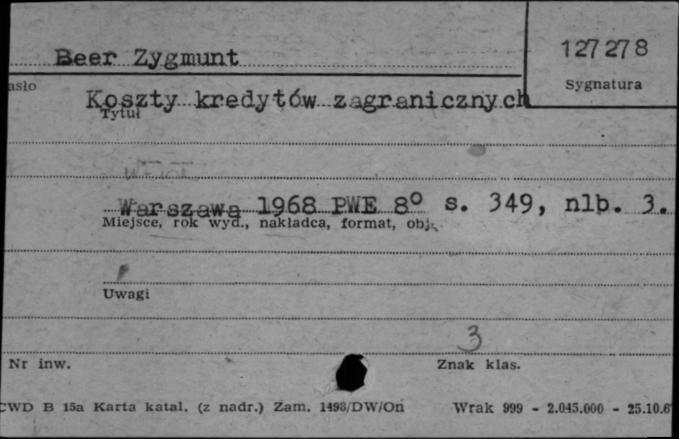 Beer Zygmunt
127278
asło
Sygnatura
Koszty kredytów zagranicznych
Tytuł
Warszawa 1968 PWE 8° s. 349, nlb. 3.
Miejsce, rok wyd., nakładca, format, obj.
Uwagi
3
Nr inw.
Znak klas.
CWD B 15a Karta katal. (z nadr.) Zam. 1498/DW/On Wrak 999 - 2.045.000 - 25.10.6